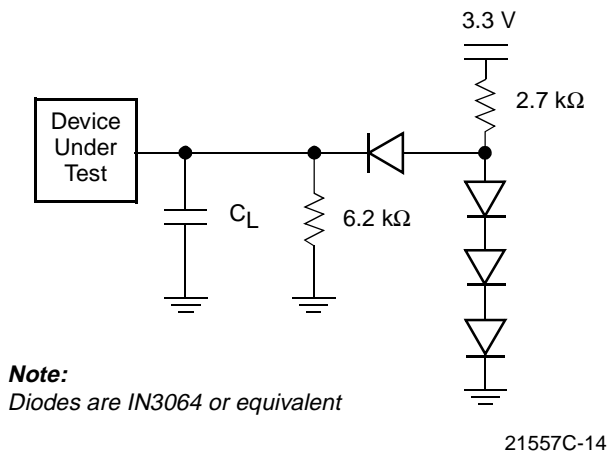 3.3 V
2.7 kΩ
Device
Under
Test
CL
6.2 kΩ
Note:
Diodes are IN3064 or equivalent
21557C-14